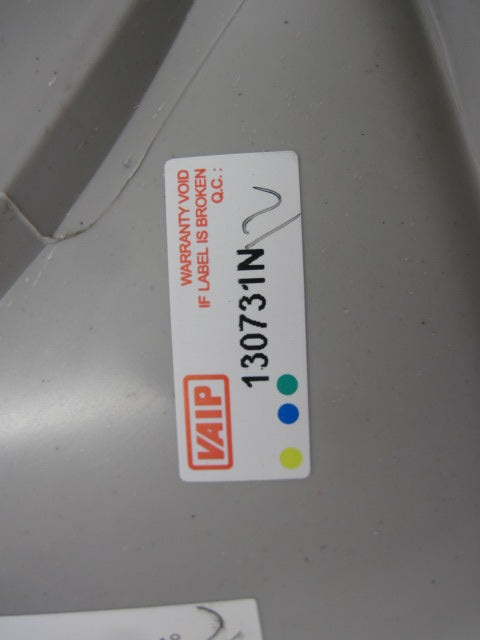 VAIP
WARRANTY VOID
IF LABEL IS BROKEN
Q.C.:
130731N